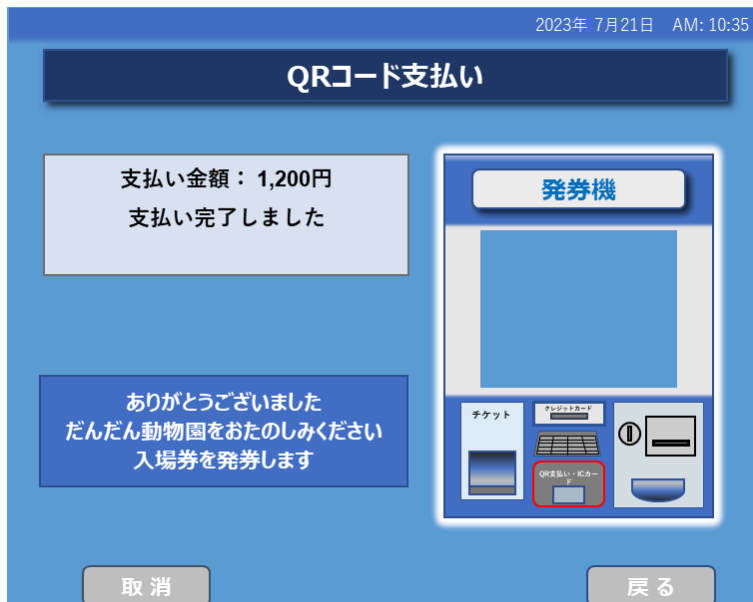 2023年 7月21日 AM: 10:35
QRコード支払い
支払い金額： 1,200円
支払い完了しました
発券機
チケット
クレジットカード
QR支払い・ICカー
ド
ありがとうございました
だんだん動物園をおたのしみください
入場券を発券します
取 消
戻 る